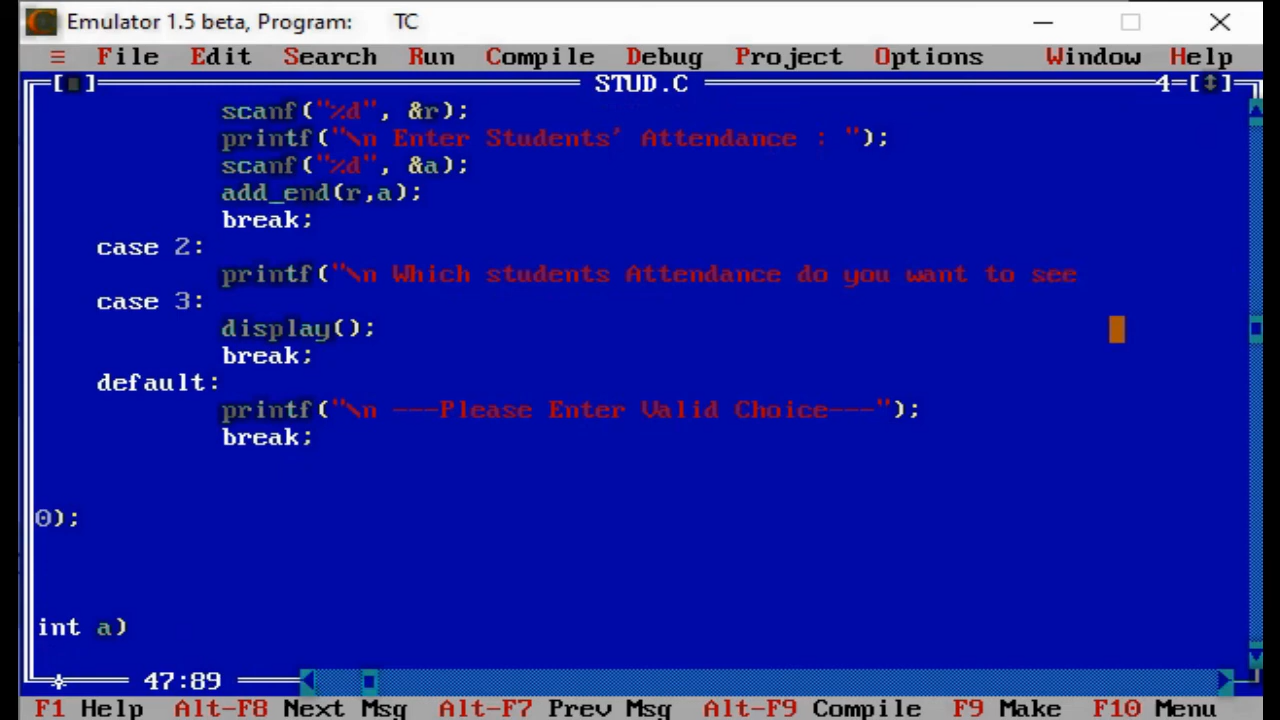 Emulator 1.5 beta, Program: TC
≡ File Edit Search Run Compile Debug Project Options Window Help
[■] STUD.C 4=[↕]
scanf("%d", &r);
printf("\n Enter Students' Attendance : ");
scanf("%d", &a);
add_end(r,a);
break;
case 2:
printf("\n Which students Attendance do you want to see
case 3:
display();
break;
default:
printf("\n ---Please Enter Valid Choice---");
break;
0);
int a)
47:89
F1 Help Alt-F8 Next Msg Alt-F7 Prev Msg Alt-F9 Compile F9 Make F10 Menu